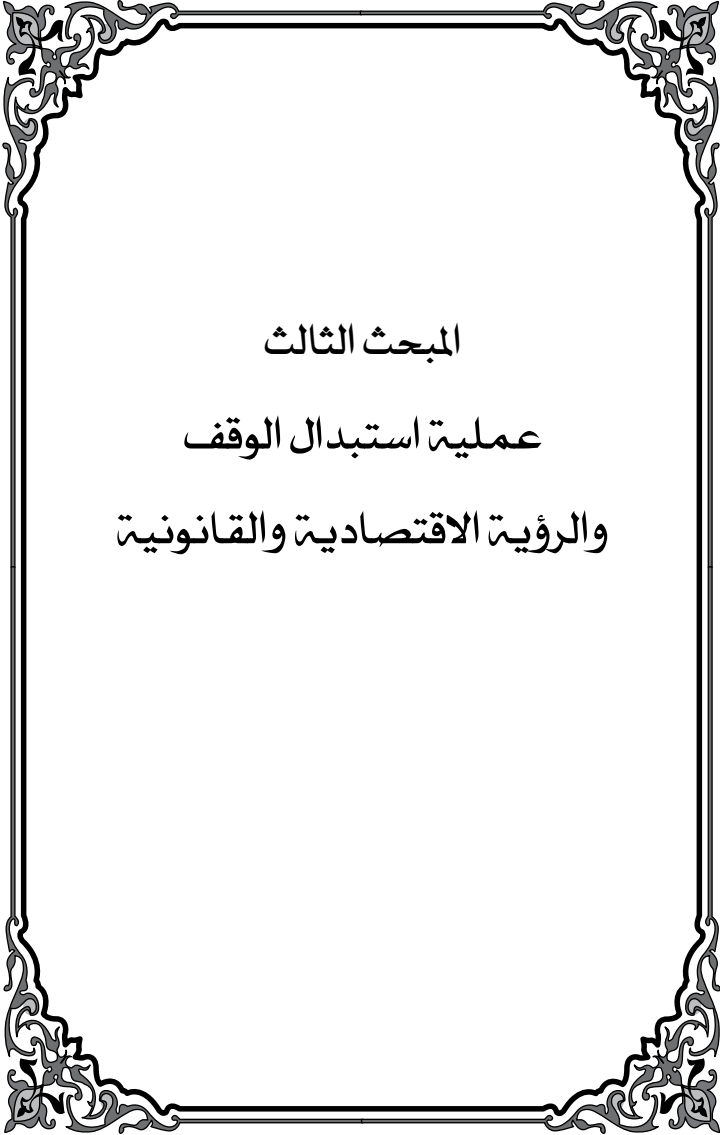 المبحث الثالث
عملية استبدال الوقف
والرؤية الاقتصادية والقانونية